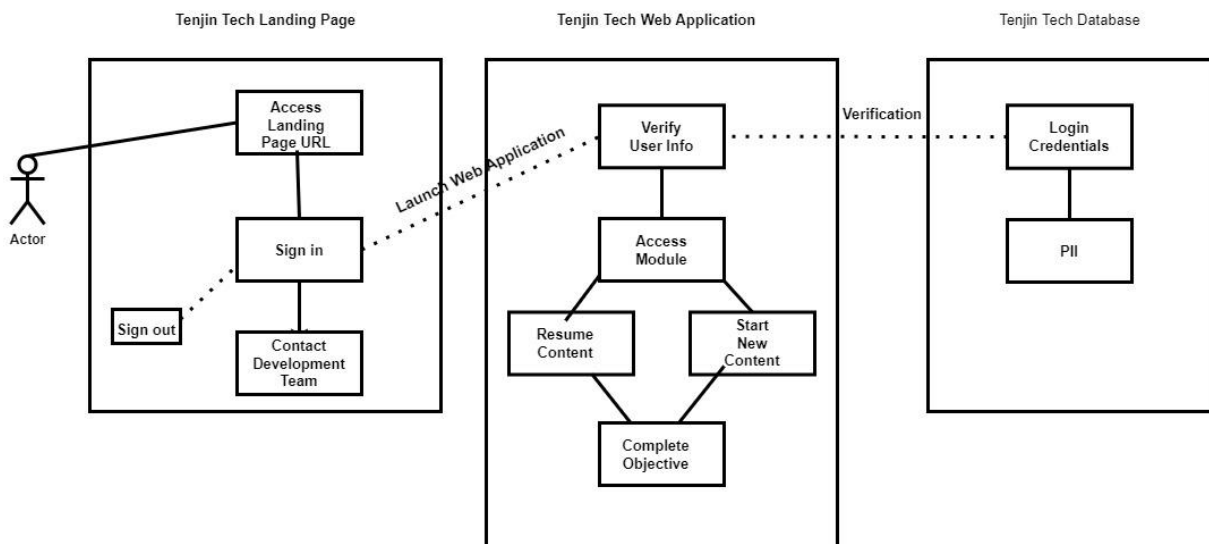 Tenjin Tech Landing Page
Tenjin Tech Web Application
Tenjin Tech Database
Access
Landing
Page URL
Sign in
Sign out
Contact
Development
Team
Actor
Launch Web Application
Verify
User Info
Access
Module
Resume
Content
Start
New
Content
Complete
Objective
Verification
Login
Credentials
PII